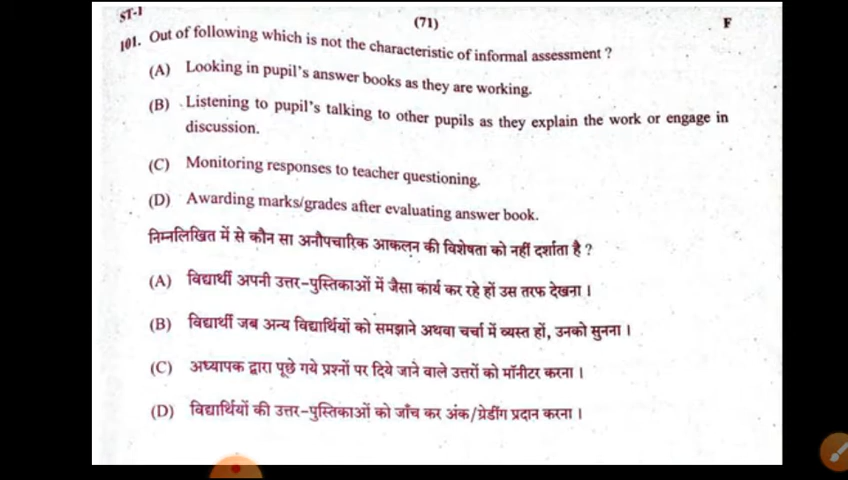 ST-1
(71)
F
101. Out of following which is not the characteristic of informal assessment ?
(A) Looking in pupil's answer books as they are working.
(B) Listening to pupil's talking to other pupils as they explain the work or engage in
discussion.
(C) Monitoring responses to teacher questioning.
(D) Awarding marks/grades after evaluating answer book.
निम्नलिखित में से कौन सा अनौपचारिक आकलन की विशेषता को नहीं दर्शाता है ?
(A) विद्यार्थी अपनी उत्तर-पुस्तिकाओं में जैसा कार्य कर रहे हों उस तरफ देखना ।
(B) विद्यार्थी जब अन्य विद्यार्थियों को समझाने अथवा चर्चा में व्यस्त हों, उनको सुनना ।
(C) अध्यापक द्वारा पूछे गये प्रश्नों पर दिये जाने वाले उत्तरों को मॉनीटर करना ।
(D) विद्यार्थियों की उत्तर-पुस्तिकाओं को जाँच कर अंक/ग्रेडींग प्रदान करना ।